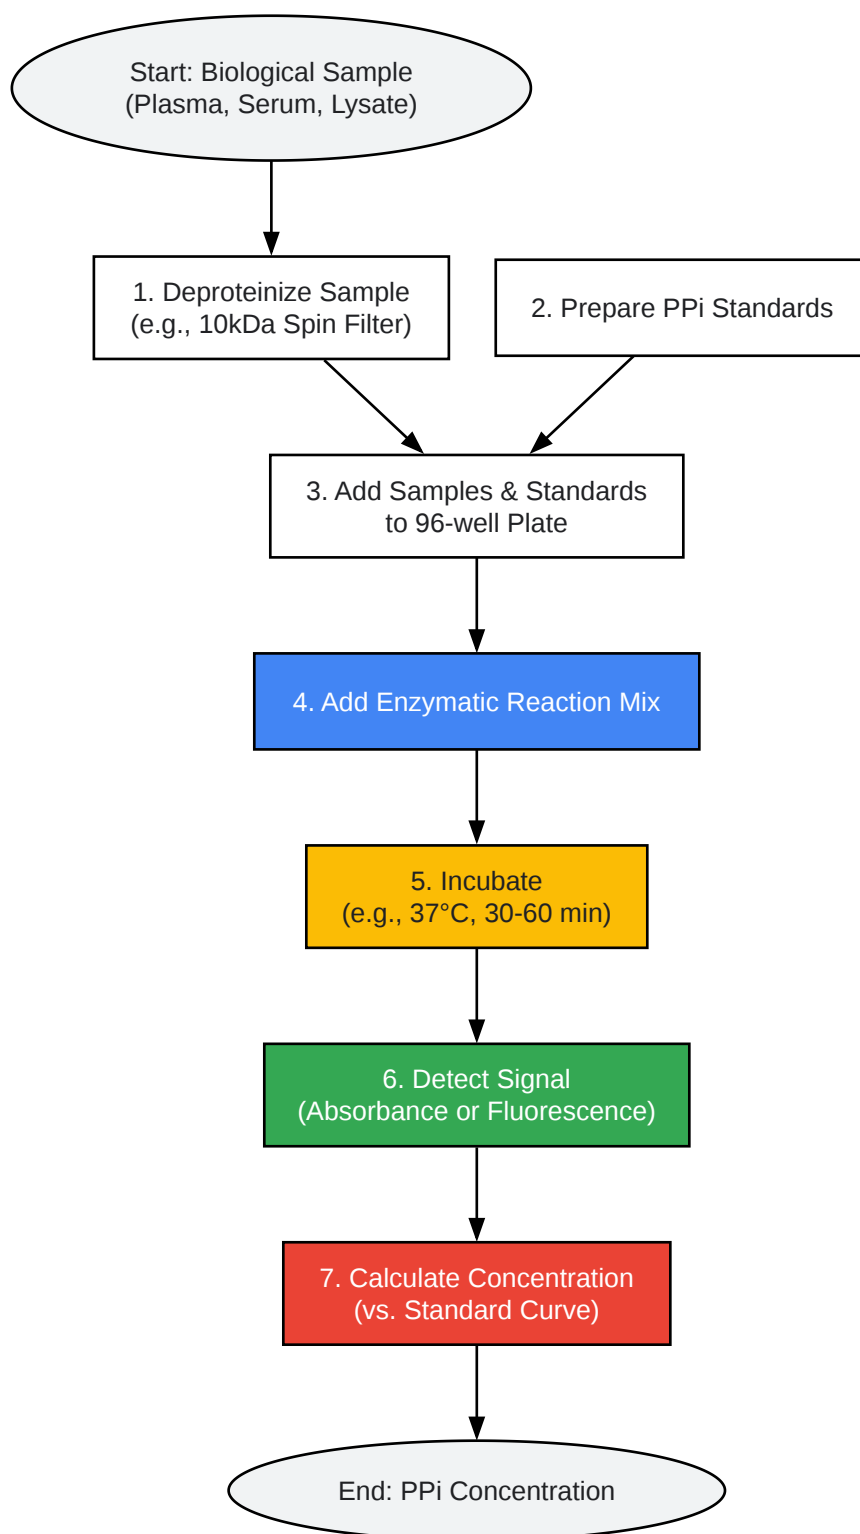 Start: Biological Sample
(Plasma, Serum, Lysate)
1. Deproteinize Sample
(e.g., 10kDa Spin Filter)
2. Prepare PPi Standards
3. Add Samples & Standards
to 96-well Plate
4. Add Enzymatic Reaction Mix
5. Incubate
(e.g., 37°C, 30-60 min)
6. Detect Signal
(Absorbance or Fluorescence)
7. Calculate Concentration
(vs. Standard Curve)
End: PPi Concentration